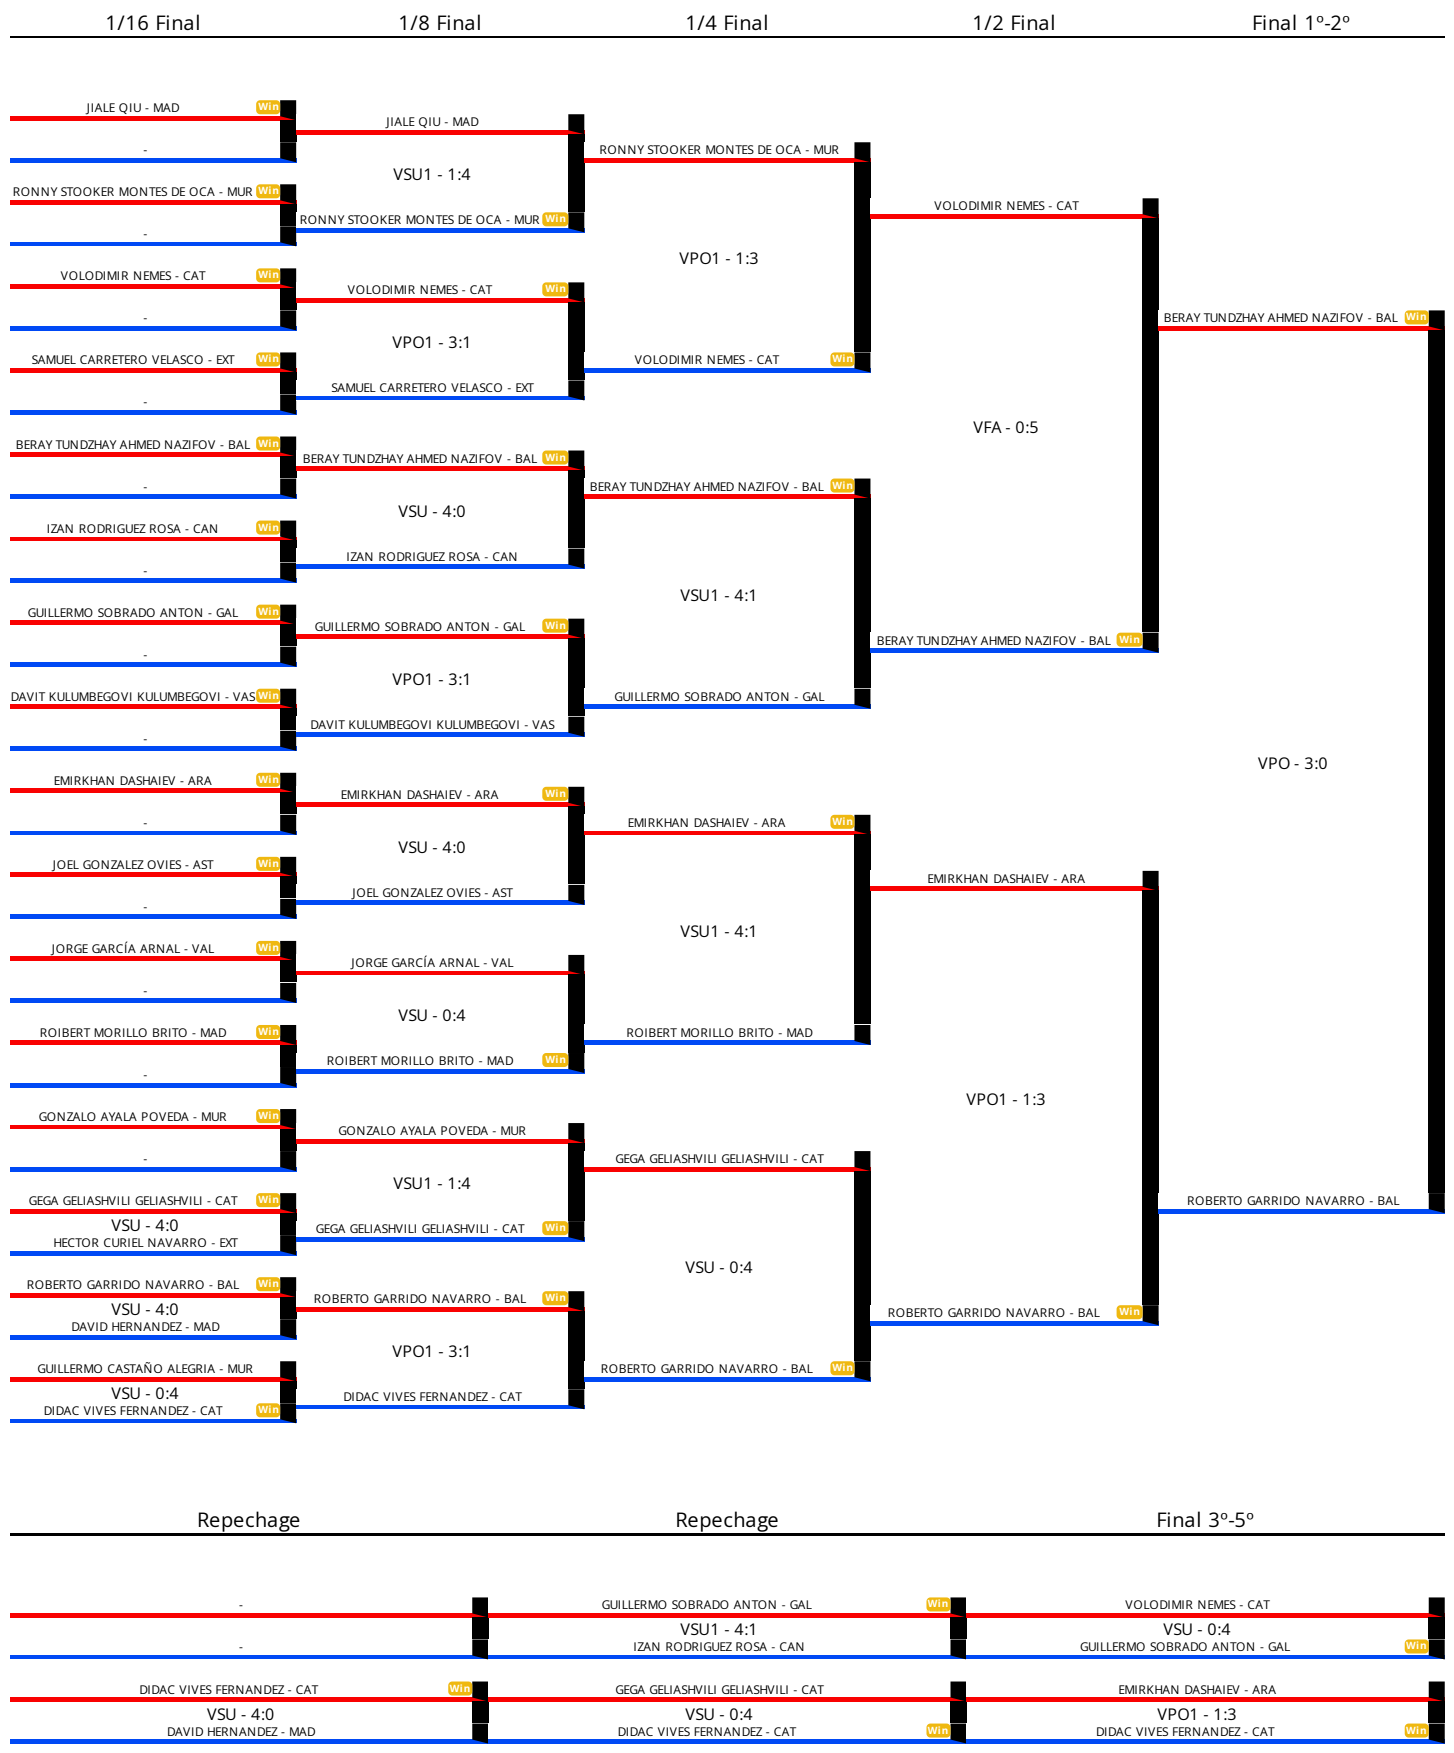 1/16 Final
1/8 Final
1/4 Final
1/2 Final
Final 1º-2º
JIALE QIU - MAD
Win
-
RONNY STOOKER MONTES DE OCA - MUR
Win
-
VOLODIMIR NEMES - CAT
Win
-
SAMUEL CARRETERO VELASCO - EXT
Win
-
BERAY TUNDZHAY AHMED NAZIFOV - BAL
Win
-
IZAN RODRIGUEZ ROSA - CAN
Win
-
GUILLERMO SOBRADO ANTON - GAL
Win
-
DAVIT KULUMBEGOVI KULUMBEGOVI - VAS
Win
-
EMIRKHAN DASHAIEV - ARA
Win
-
JOEL GONZALEZ OVIES - AST
Win
-
JORGE GARCÍA ARNAL - VAL
Win
-
ROIBERT MORILLO BRITO - MAD
Win
-
GONZALO AYALA POVEDA - MUR
Win
-
GEGA GELIASHVILI GELIASHVILI - CAT
Win
VSU - 4:0
HECTOR CURIEL NAVARRO - EXT
ROBERTO GARRIDO NAVARRO - BAL
Win
VSU - 4:0
DAVID HERNANDEZ - MAD
GUILLERMO CASTAÑO ALEGRIA - MUR
VSU - 0:4
DIDAC VIVES FERNANDEZ - CAT
Win
JIALE QIU - MAD
VSU1 - 1:4
RONNY STOOKER MONTES DE OCA - MUR
Win
VOLODIMIR NEMES - CAT
Win
VPO1 - 3:1
SAMUEL CARRETERO VELASCO - EXT
BERAY TUNDZHAY AHMED NAZIFOV - BAL
Win
VSU - 4:0
IZAN RODRIGUEZ ROSA - CAN
GUILLERMO SOBRADO ANTON - GAL
Win
VPO1 - 3:1
DAVIT KULUMBEGOVI KULUMBEGOVI - VAS
EMIRKHAN DASHAIEV - ARA
Win
VSU - 4:0
JOEL GONZALEZ OVIES - AST
JORGE GARCÍA ARNAL - VAL
VSU - 0:4
ROIBERT MORILLO BRITO - MAD
Win
GONZALO AYALA POVEDA - MUR
VSU1 - 1:4
GEGA GELIASHVILI GELIASHVILI - CAT
Win
ROBERTO GARRIDO NAVARRO - BAL
Win
VPO1 - 3:1
DIDAC VIVES FERNANDEZ - CAT
RONNY STOOKER MONTES DE OCA - MUR
VPO1 - 1:3
VOLODIMIR NEMES - CAT
Win
BERAY TUNDZHAY AHMED NAZIFOV - BAL
Win
VSU1 - 4:1
GUILLERMO SOBRADO ANTON - GAL
EMIRKHAN DASHAIEV - ARA
Win
VSU1 - 4:1
ROIBERT MORILLO BRITO - MAD
GEGA GELIASHVILI GELIASHVILI - CAT
VSU - 0:4
ROBERTO GARRIDO NAVARRO - BAL
Win
VOLODIMIR NEMES - CAT
VFA - 0:5
BERAY TUNDZHAY AHMED NAZIFOV - BAL
Win
EMIRKHAN DASHAIEV - ARA
VPO1 - 1:3
ROBERTO GARRIDO NAVARRO - BAL
Win
BERAY TUNDZHAY AHMED NAZIFOV - BAL
Win
VPO - 3:0
ROBERTO GARRIDO NAVARRO - BAL
Repechage
Repechage
Final 3º-5º
-
-
DIDAC VIVES FERNANDEZ - CAT
Win
VSU - 4:0
DAVID HERNANDEZ - MAD
GUILLERMO SOBRADO ANTON - GAL
Win
VSU1 - 4:1
IZAN RODRIGUEZ ROSA - CAN
GEGA GELIASHVILI GELIASHVILI - CAT
VSU - 0:4
DIDAC VIVES FERNANDEZ - CAT
Win
VOLODIMIR NEMES - CAT
VSU - 0:4
GUILLERMO SOBRADO ANTON - GAL
Win
EMIRKHAN DASHAIEV - ARA
VPO1 - 1:3
DIDAC VIVES FERNANDEZ - CAT
Win